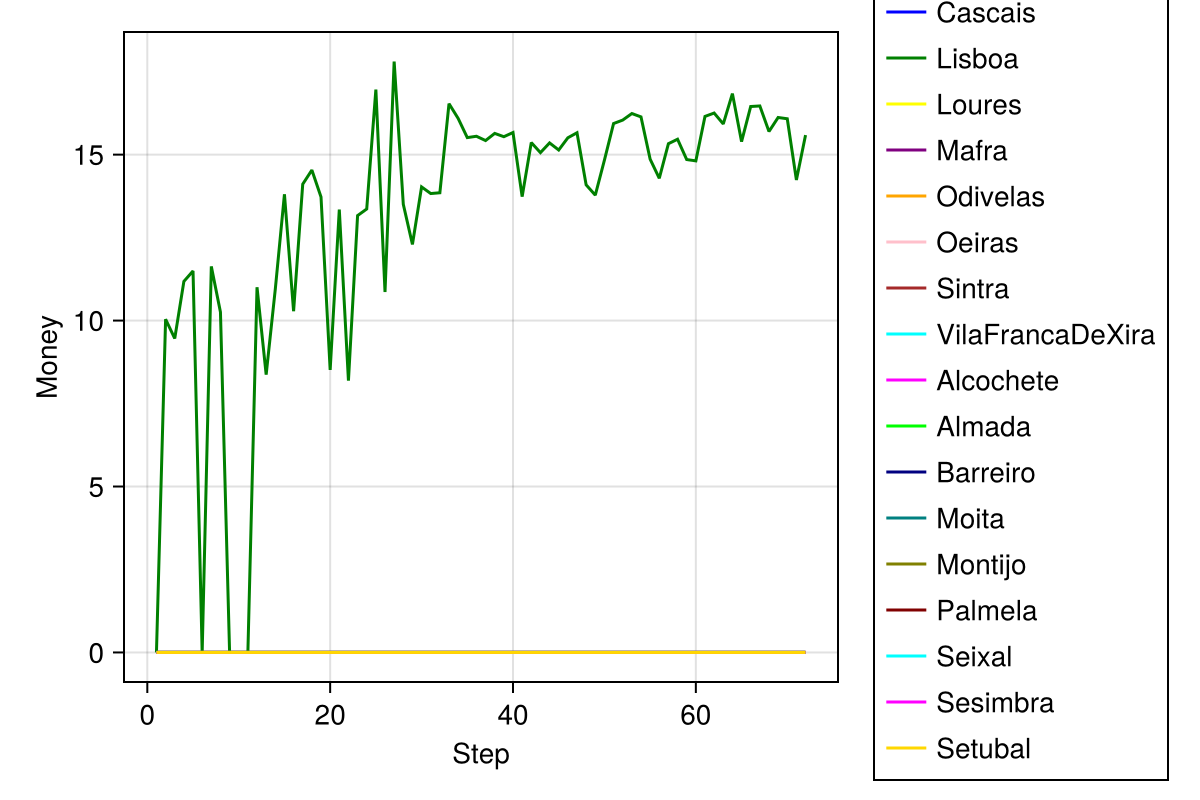 Money
15
10
5
0
0 20 40 60
Step
Cascais
Lisboa
Loures
Mafra
Odivelas
Oeiras
Sintra
VilaFrancaDeXira
Alcochete
Almada
Barreiro
Moita
Montijo
Palmela
Seixal
Sesimbra
Setubal